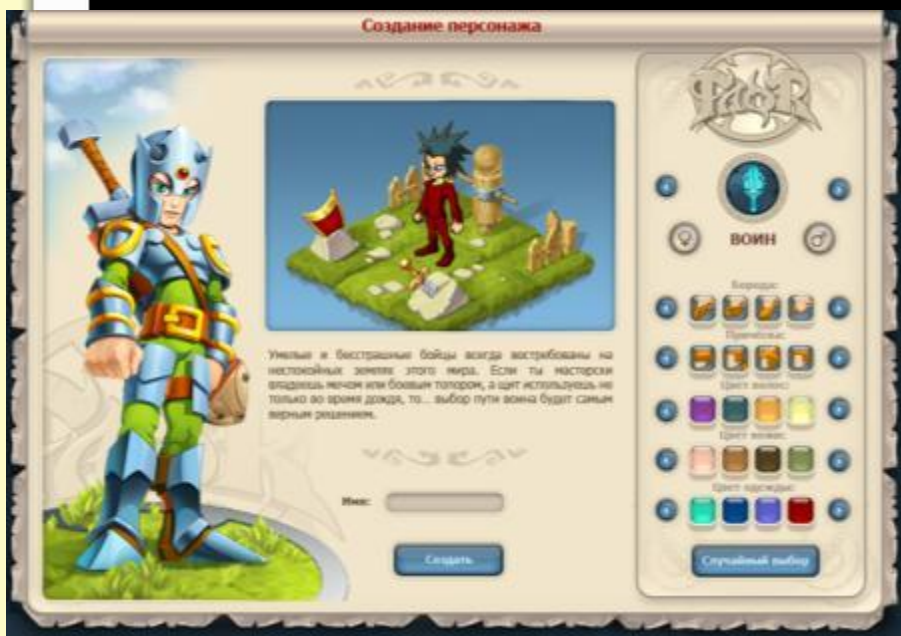 Создание персонажа
ВОИН
Борода:
Прическа:
Цвет волос:
Цвет кожи:
Цвет одежды:
Случайный выбор
Умелые и бесстрашные бойцы всегда востребованы на
неспокойных землях этого мира. Если ты мастерски
владеешь мечом или боевым топором, а щит используешь не
только во время дождя, то... выбор пути воина будет самым
верным решением.
Имя:
Создать